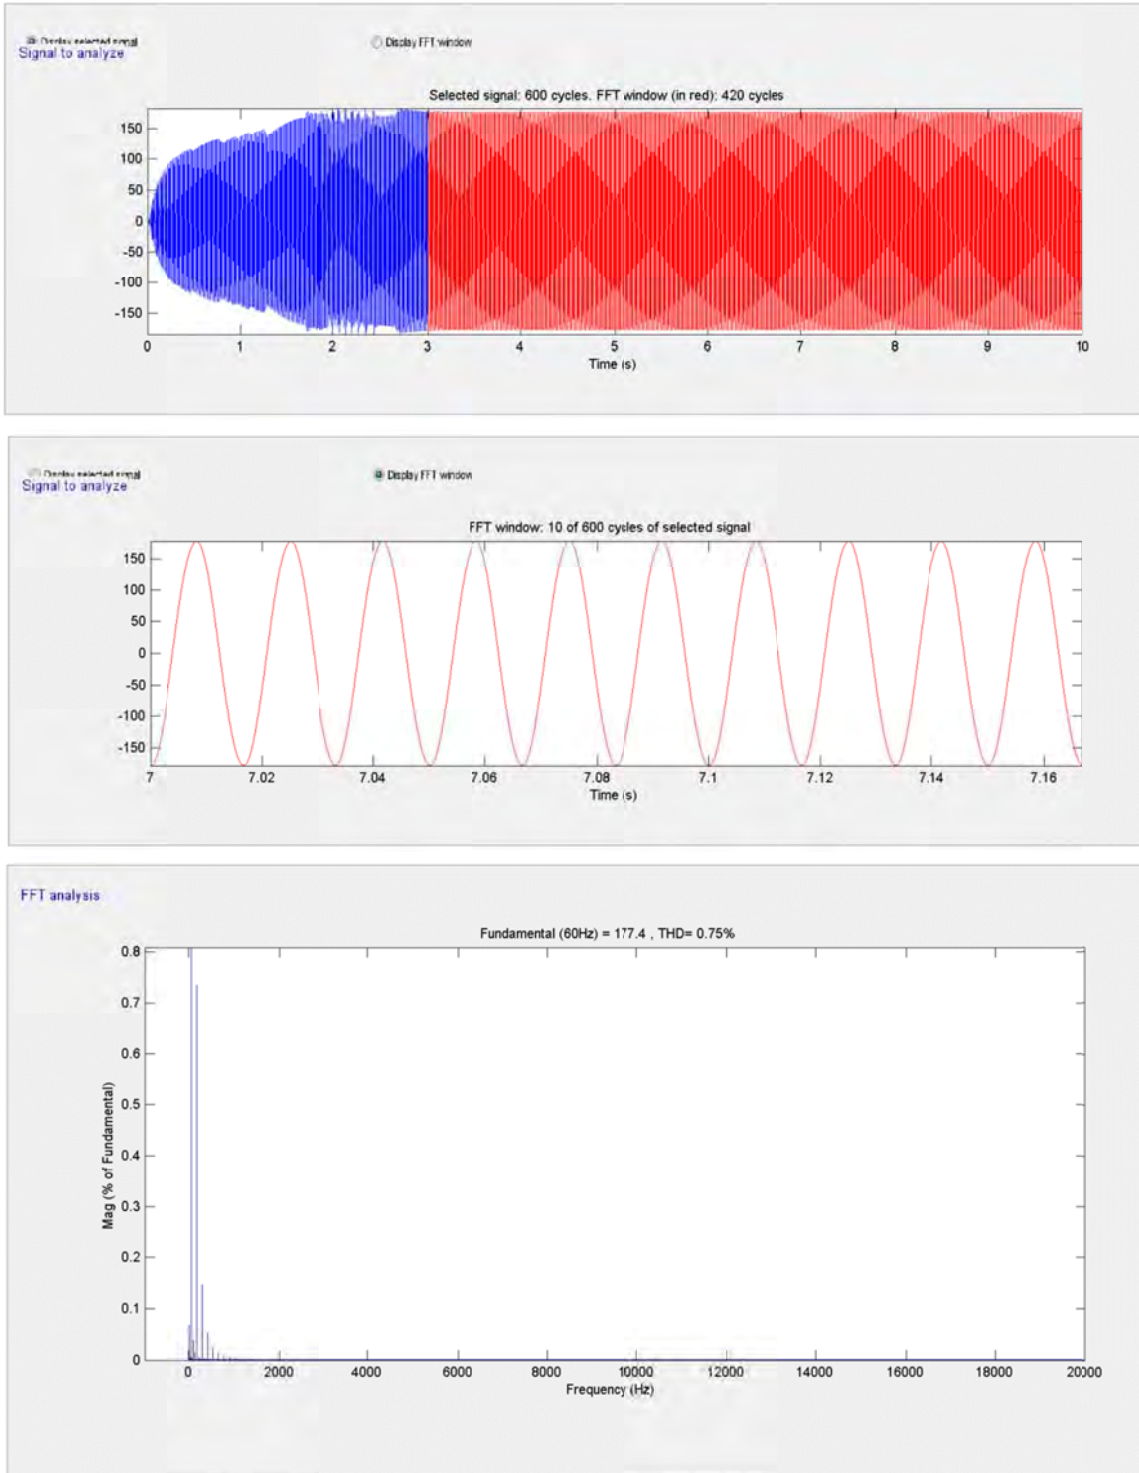 Display selected signal Display FFT window
Signal to analyze
Selected signal: 600 cycles. FFT window (in red): 420 cycles
150
100
50
0
-50
-100
-150
0 1 2 3 4 5 6 7 8 9 10
Time (s)
Display selected signal Display FFT window
Signal to analyze
FFT window: 10 of 600 cycles of selected signal
150
100
50
0
-50
-100
-150
7 7.02 7.04 7.06 7.08 7.1 7.12 7.14 7.16
Time (s)
FFT analysis
Fundamental (60Hz) = 177.4 , THD= 0.75%
0.8
0.7
0.6
0.5
0.4
0.3
0.2
0.1
0
Mag (% of Fundamental)
0 2000 4000 6000 8000 10000 12000 14000 16000 18000 20000
Frequency (Hz)